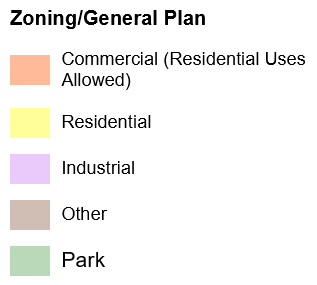 Zoning/General Plan
Commercial (Residential Uses
Allowed)
Residential
Industrial
Other
Park